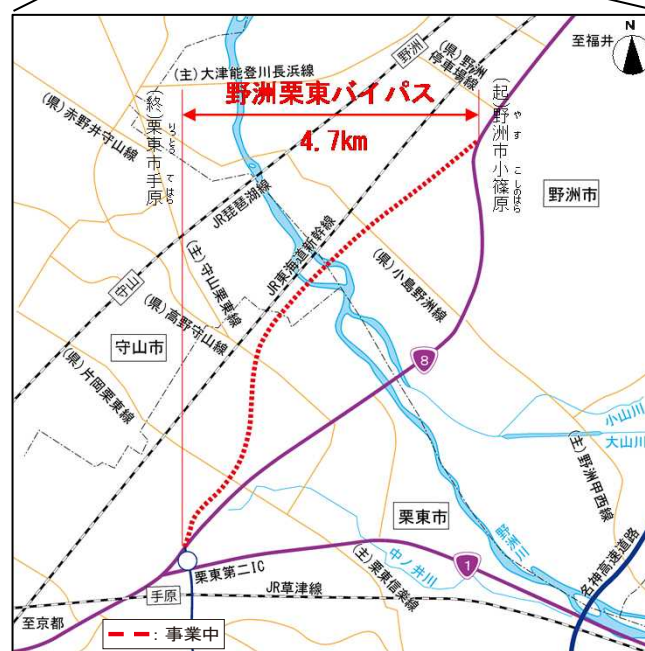 N
至福井
野洲
(県)野洲停車場線
(主)大津能登川長浜線
野洲栗東バイパス
4.7km
(県)赤野井守山線
(終)栗東市手原
りっとう てはら
(起)野洲市小篠原
やす こしのはら
野洲市
JR琵琶湖線
JR東海道新幹線
(主)守山栗東線
守山
(県)高野守山線
(県)小島野洲線
守山市
(県)片岡栗東線
8
小山川
大山川
(主)野洲甲西線
栗東市
野洲川
中ノ井川
1
名神高速道路
栗東第二IC
(主)栗東信楽線
手原
JR草津線
至京都
:事業中